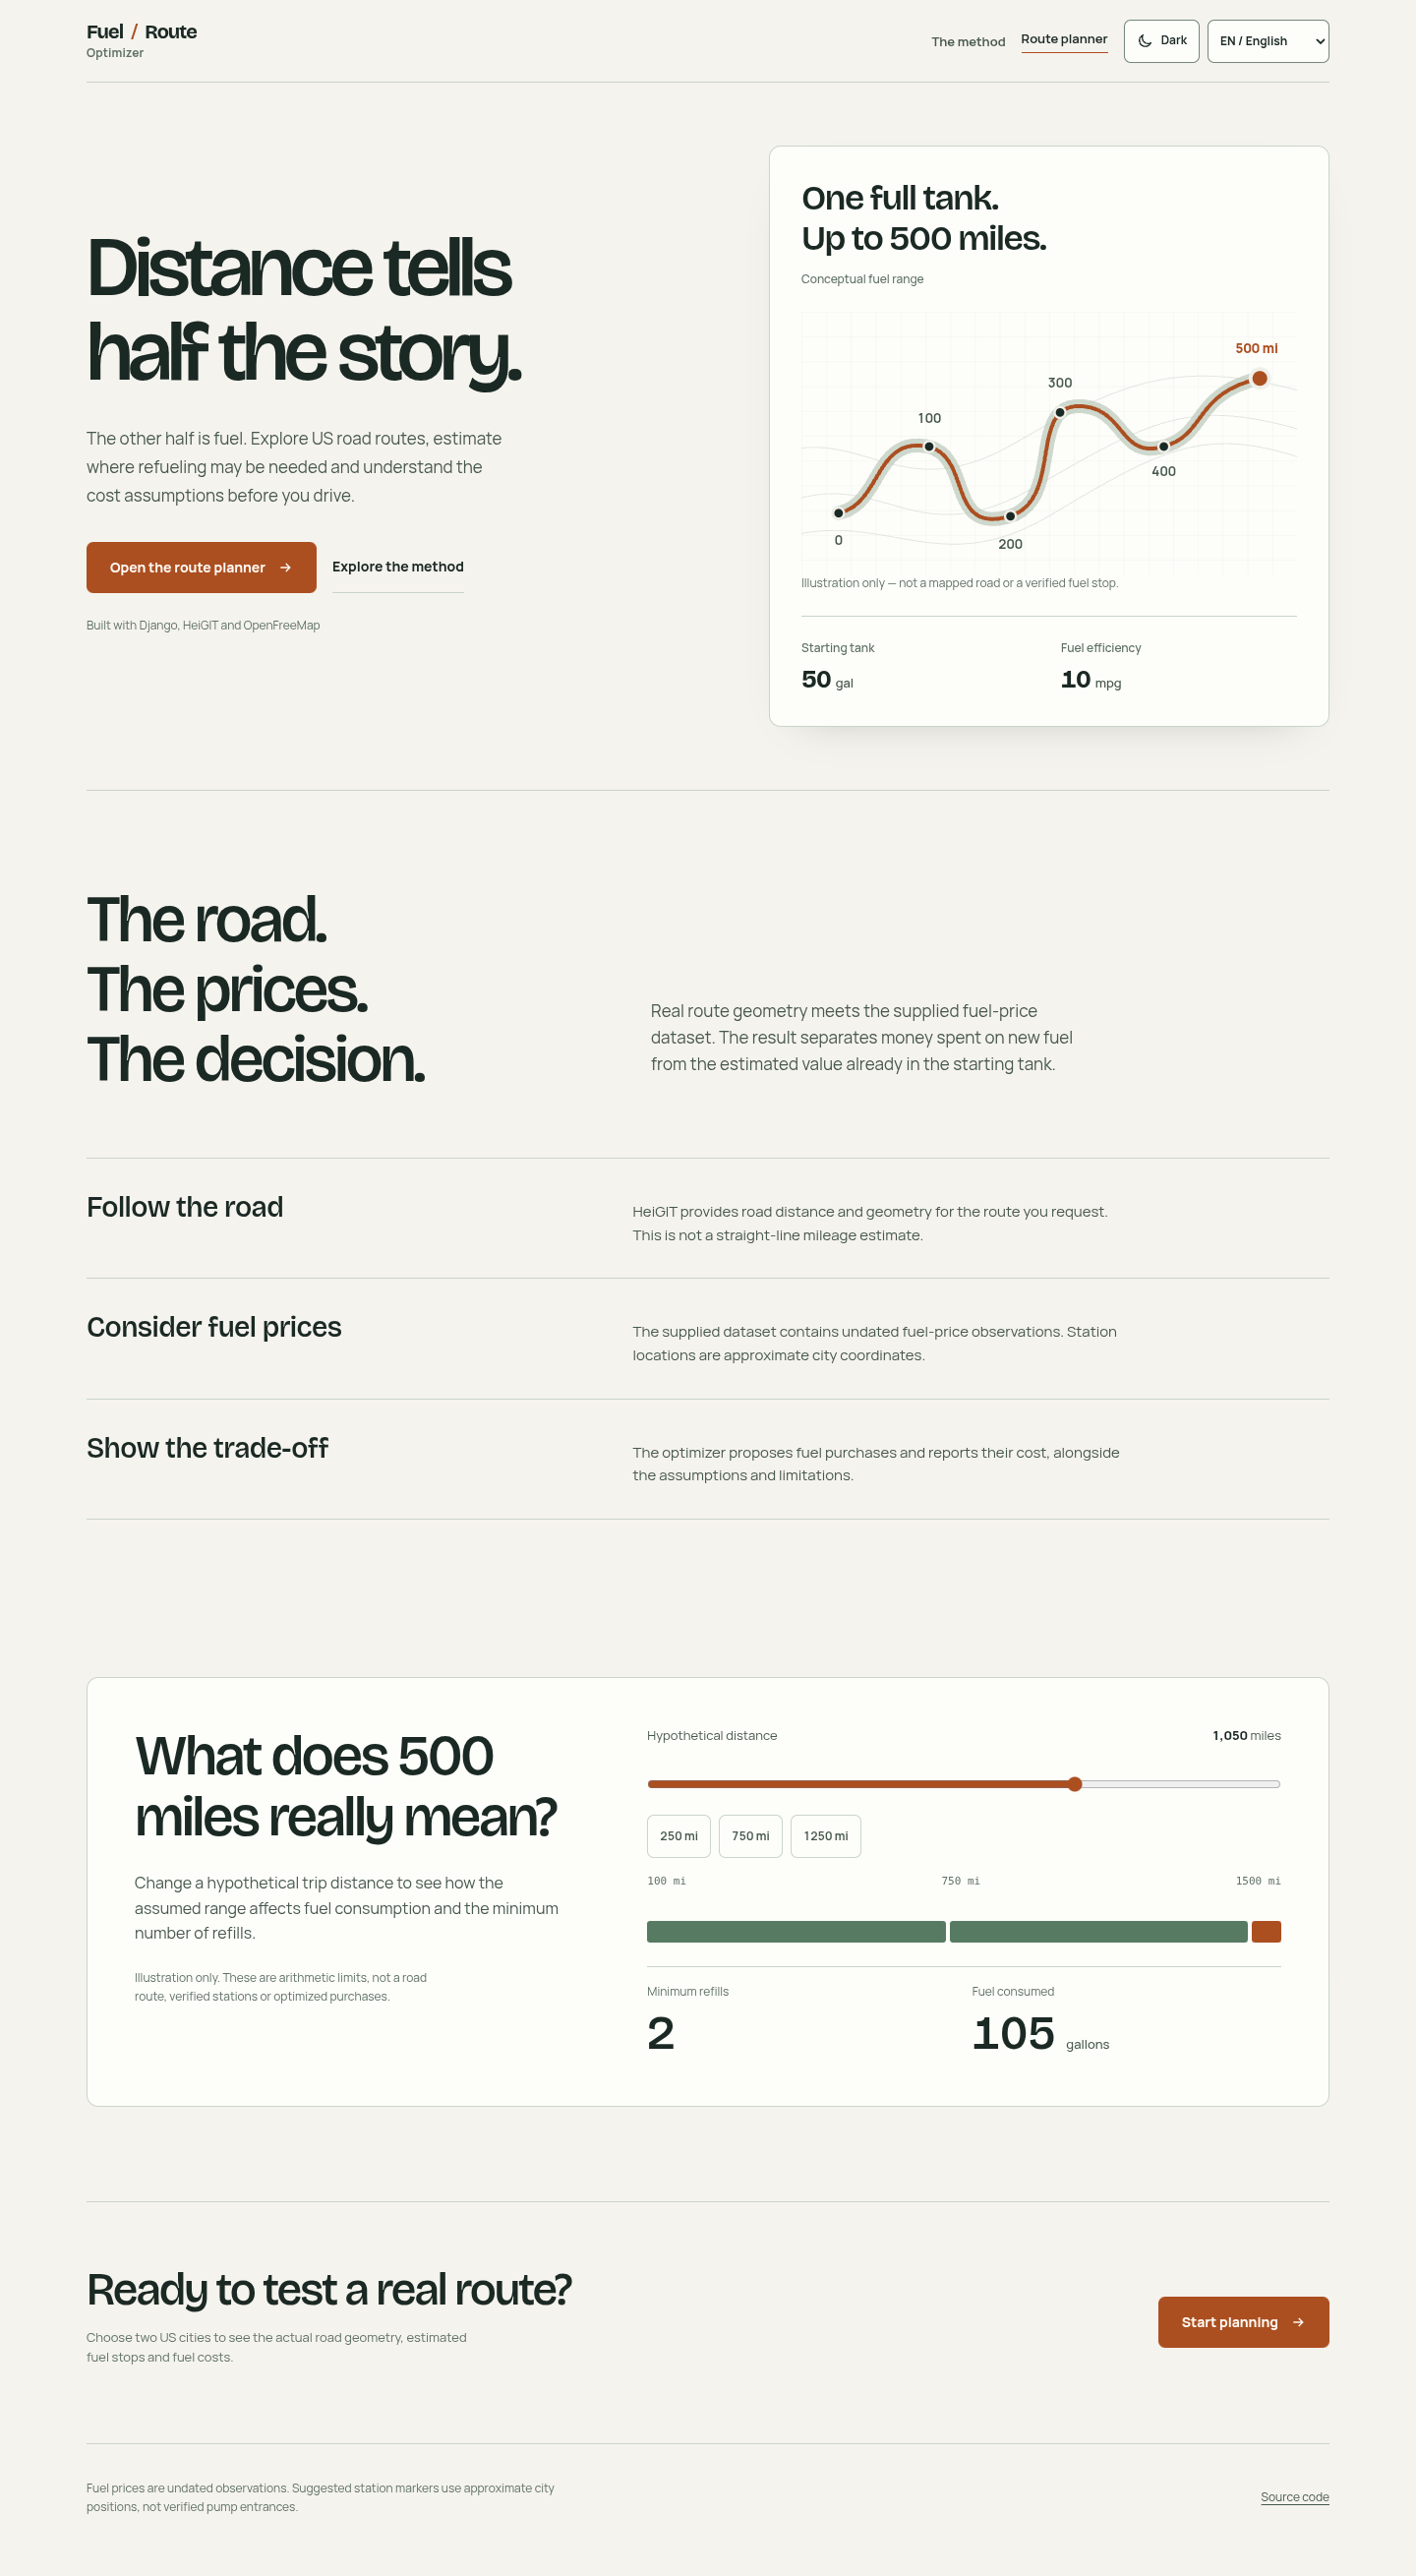 Fuel / Route
Optimizer
The method
Route planner
Dark
EN / English
Distance tells
half the story.
The other half is fuel. Explore US road routes, estimate
where refueling may be needed and understand the
cost assumptions before you drive.
Open the route planner →
Explore the method
Built with Django, HeiGIT and OpenFreeMap
One full tank.
Up to 500 miles.
Conceptual fuel range
500 mi
300
100
400
0
200
Illustration only — not a mapped road or a verified fuel stop.
Starting tank
50 gal
Fuel efficiency
10 mpg
The road.
The prices.
The decision.
Real route geometry meets the supplied fuel-price
dataset. The result separates money spent on new fuel
from the estimated value already in the starting tank.
Follow the road
HeiGIT provides road distance and geometry for the route you request.
This is not a straight-line mileage estimate.
Consider fuel prices
The supplied dataset contains undated fuel-price observations. Station
locations are approximate city coordinates.
Show the trade-off
The optimizer proposes fuel purchases and reports their cost, alongside
the assumptions and limitations.
What does 500
miles really mean?
Change a hypothetical trip distance to see how the
assumed range affects fuel consumption and the minimum
number of refills.
Illustration only. These are arithmetic limits, not a road
route, verified stations or optimized purchases.
Hypothetical distance
1,050 miles
250 mi
750 mi
1250 mi
100 mi
750 mi
1500 mi
Minimum refills
2
Fuel consumed
105 gallons
Ready to test a real route?
Choose two US cities to see the actual road geometry, estimated
fuel stops and fuel costs.
Start planning →
Fuel prices are undated observations. Suggested station markers use approximate city
positions, not verified pump entrances.
Source code